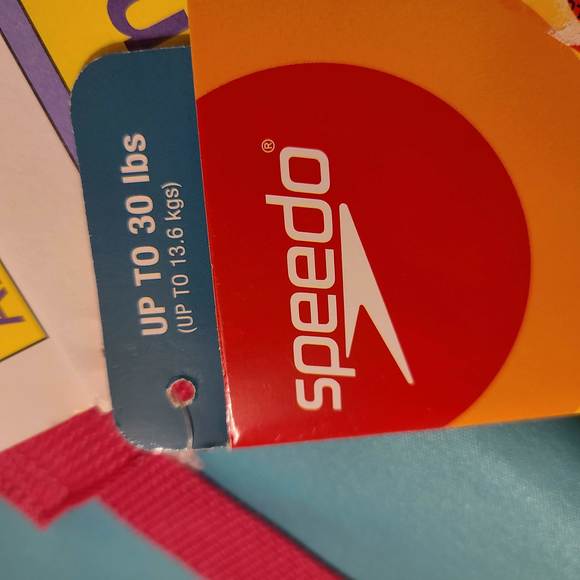 UP TO 30 lbs
(UP TO 13.6 kgs)
speedo®